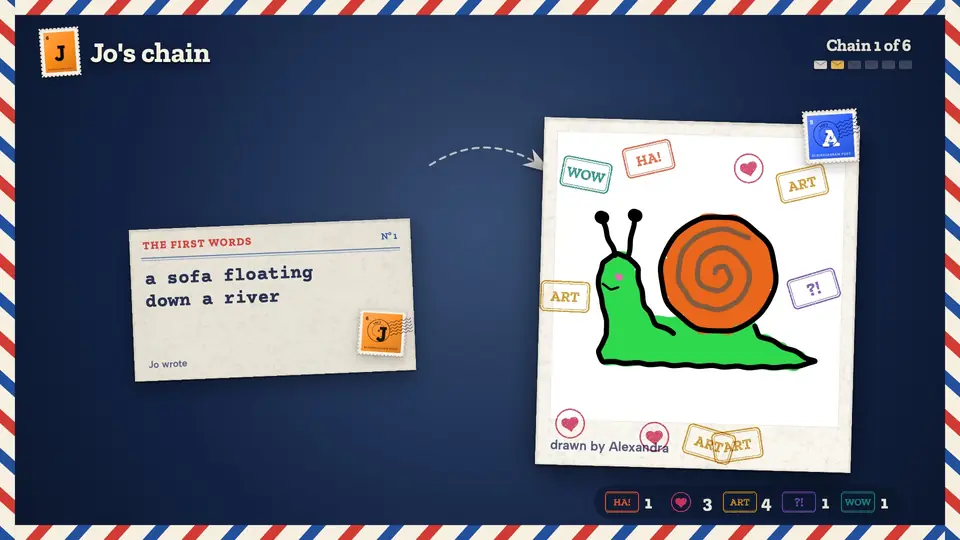 J
Jo's chain
Chain 1 of 6
THE FIRST WORDS
Nº 1
a sofa floating
down a river
J
Jo wrote
A
WOW
HA!
ART
ART
?!
ART
ART
drawn by Alexandra
HA! 1
3
ART 4
?! 1
WOW 1